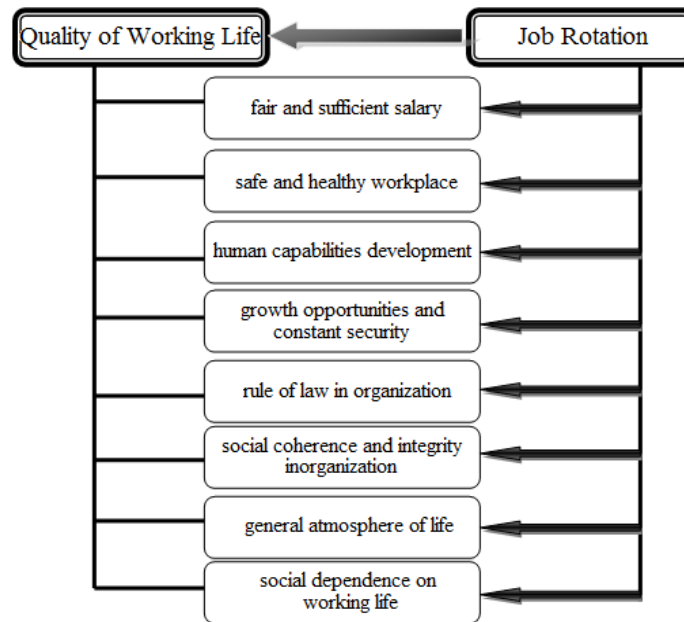 Quality of Working Life
Job Rotation
fair and sufficient salary
safe and healthy workplace
human capabilities development
growth opportunities and
constant security
rule of law in organization
social coherence and integrity
inorganization
general atmosphere of life
social dependence on
working life